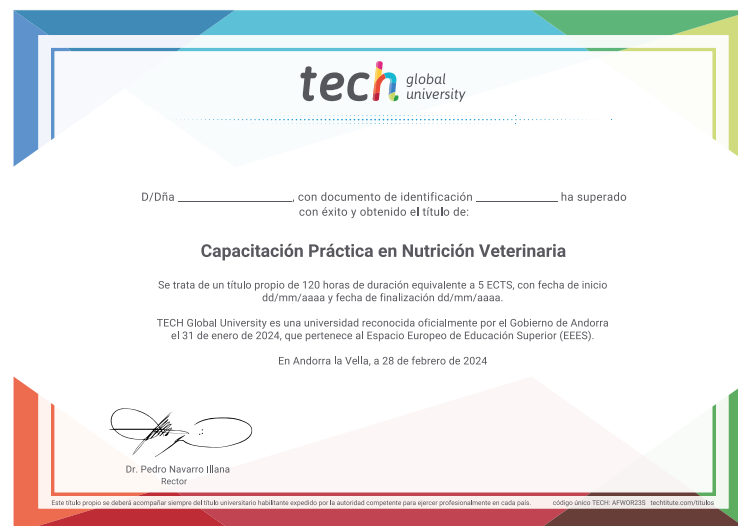 tech global university
D/Dña ____________________, con documento de identificación ______________ ha superado
con éxito y obtenido el título de:
Capacitación Práctica en Nutrición Veterinaria
Se trata de un título propio de 120 horas de duración equivalente a 5 ECTS, con fecha de inicio
dd/mm/aaaa y fecha de finalización dd/mm/aaaa.
TECH Global University es una universidad reconocida oficialmente por el Gobierno de Andorra
el 31 de enero de 2024, que pertenece al Espacio Europeo de Educación Superior (EEES).
En Andorra la Vella, a 28 de febrero de 2024
Dr. Pedro Navarro Illana
Rector
Este título propio se deberá acompañar siempre del título universitario habilitante expedido por la autoridad competente para ejercer profesionalmente en cada país. código único TECH: AFWOR23S techtitute.com/titulos